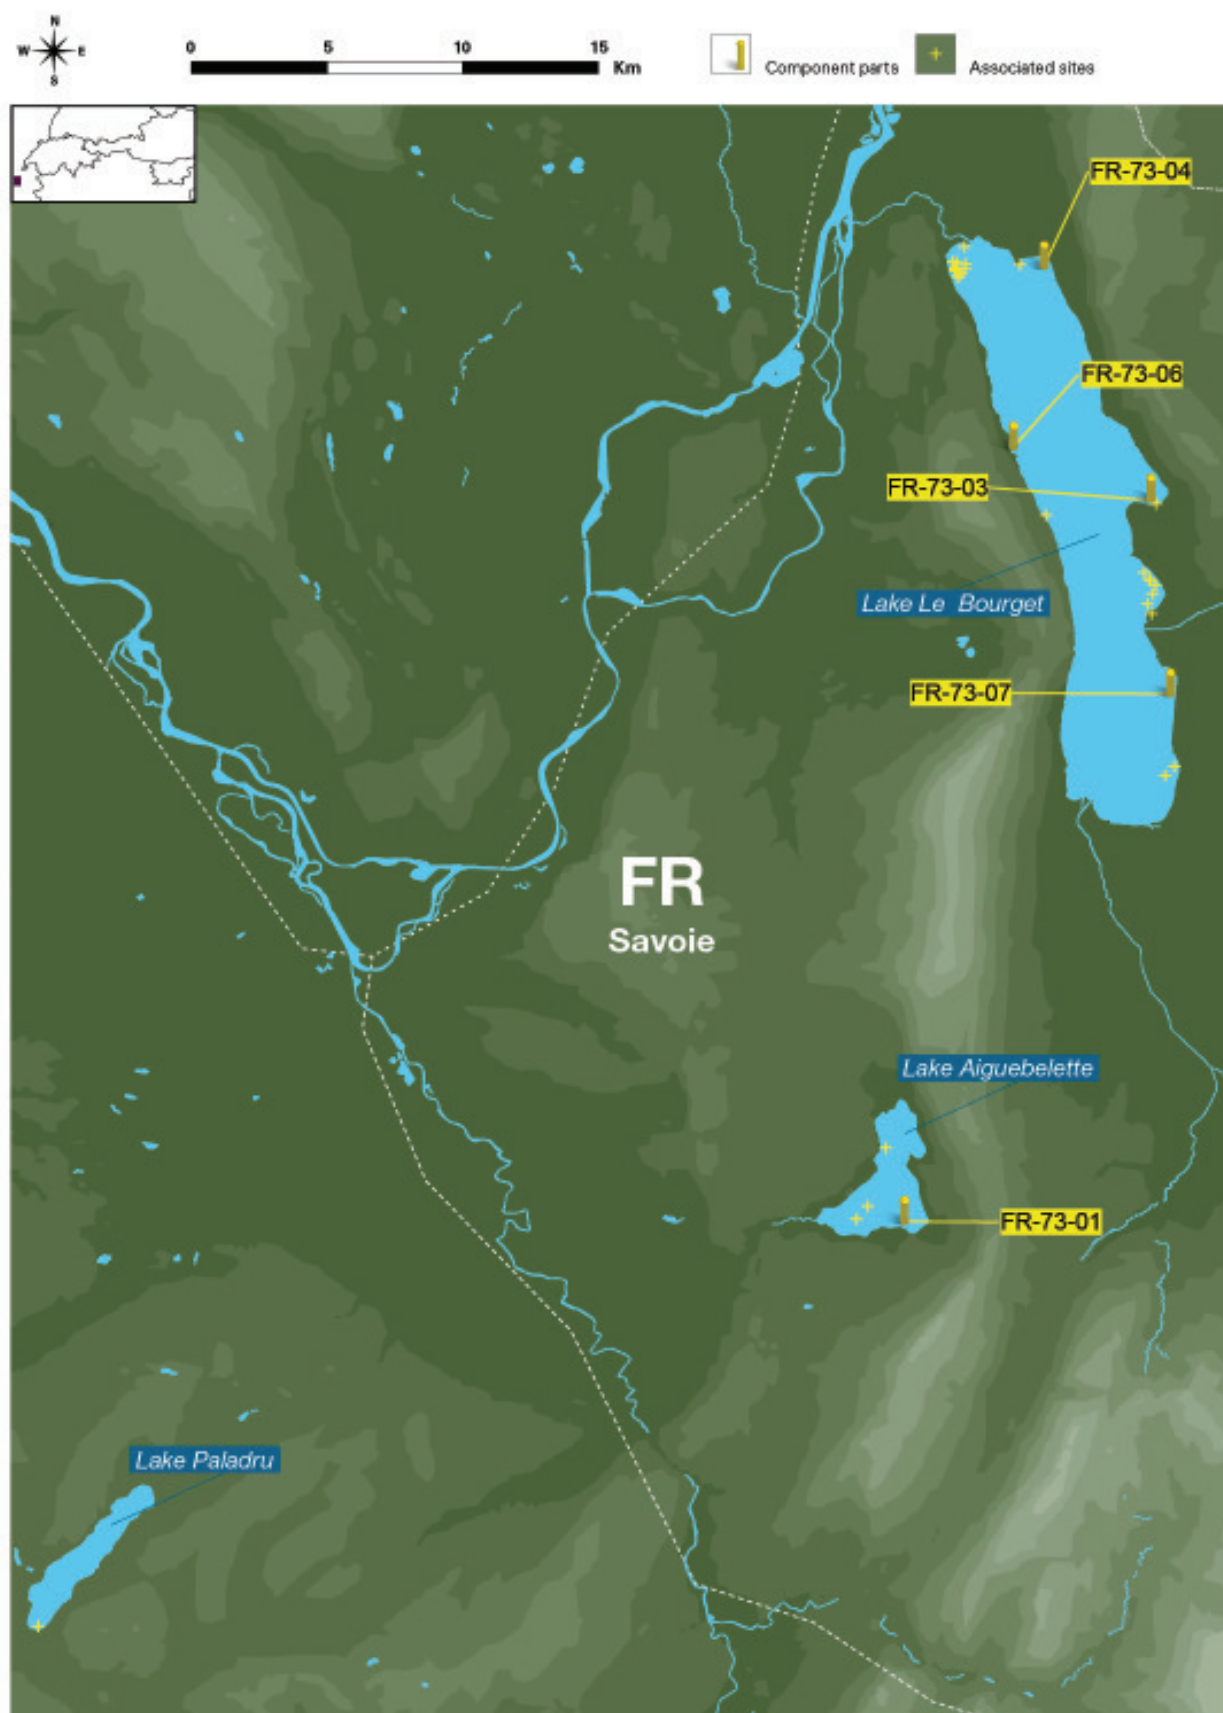 N
W E
S
0 5 10 15
Km
Component parts
Associated sites
FR-73-04
FR-73-06
FR-73-03
Lake Le Bourget
FR-73-07
FR
Savoie
Lake Aiguebelette
FR-73-01
Lake Paladru